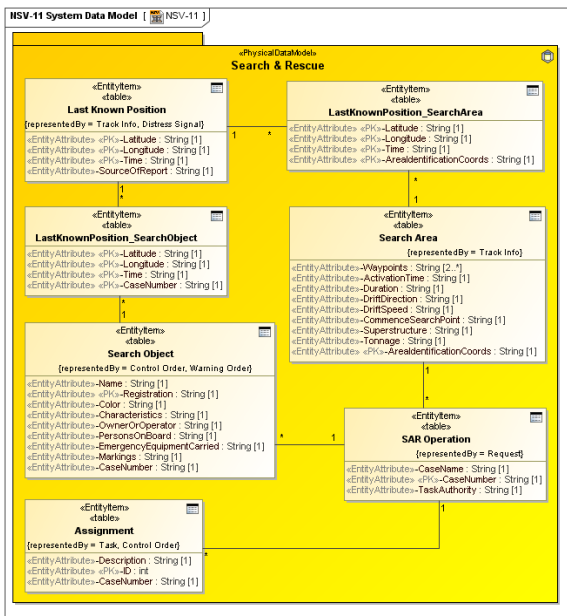 NSV-11 System Data Model [ NSV-11 ]
«PhysicalDataModel»
Search & Rescue
«EntityItem»
«table»
Last Known Position
{representedBy = Track Info, Distress Signal}
«EntityAttribute» «PK»-Latitude : String [1]
«EntityAttribute» «PK»-Longitude : String [1]
«EntityAttribute» «PK»-Time : String [1]
«EntityAttribute»-SourceOfReport : String [1]
1
*
«EntityItem»
«table»
LastKnownPosition_SearchArea
«EntityAttribute» «PK»-Latitude : String [1]
«EntityAttribute» «PK»-Longitude : String [1]
«EntityAttribute» «PK»-Time : String [1]
«EntityAttribute» «PK»-AreaIdentificationCoords : String [1]
1
*
*
1
«EntityItem»
«table»
LastKnownPosition_SearchObject
«EntityAttribute» «PK»-Latitude : String [1]
«EntityAttribute» «PK»-Longitude : String [1]
«EntityAttribute» «PK»-Time : String [1]
«EntityAttribute» «PK»-CaseNumber : String [1]
*
1
«EntityItem»
«table»
Search Area
{representedBy = Track Info}
«EntityAttribute»-Waypoints : String [2..*]
«EntityAttribute»-ActivationTime : String [1]
«EntityAttribute»-Duration : String [1]
«EntityAttribute»-DriftDirection : String [1]
«EntityAttribute»-DriftSpeed : String [1]
«EntityAttribute»-CommenceSearchPoint : String [1]
«EntityAttribute»-Superstructure : String [1]
«EntityAttribute»-Tonnage : String [1]
«EntityAttribute» «PK»-AreaIdentificationCoords : String [1]
1
*
«EntityItem»
«table»
Search Object
{representedBy = Control Order, Warning Order}
«EntityAttribute»-Name : String [1]
«EntityAttribute» «PK»-Registration : String [1]
«EntityAttribute»-Color : String [1]
«EntityAttribute»-Characteristics : String [1]
«EntityAttribute»-OwnerOrOperator : String [1]
«EntityAttribute»-PersonsOnBoard : String [1]
«EntityAttribute»-EmergencyEquipmentCarried : String [1]
«EntityAttribute»-Markings : String [1]
«EntityAttribute»-CaseNumber : String [1]
*
1
«EntityItem»
«table»
SAR Operation
{representedBy = Request}
«EntityAttribute»-CaseName : String [1]
«EntityAttribute» «PK»-CaseNumber : String [1]
«EntityAttribute»-TaskAuthority : String [1]
1
*
«EntityItem»
«table»
Assignment
{representedBy = Task, Control Order}
«EntityAttribute»-Description : String [1]
«EntityAttribute» «PK»-ID : int
«EntityAttribute»-CaseNumber : String [1]